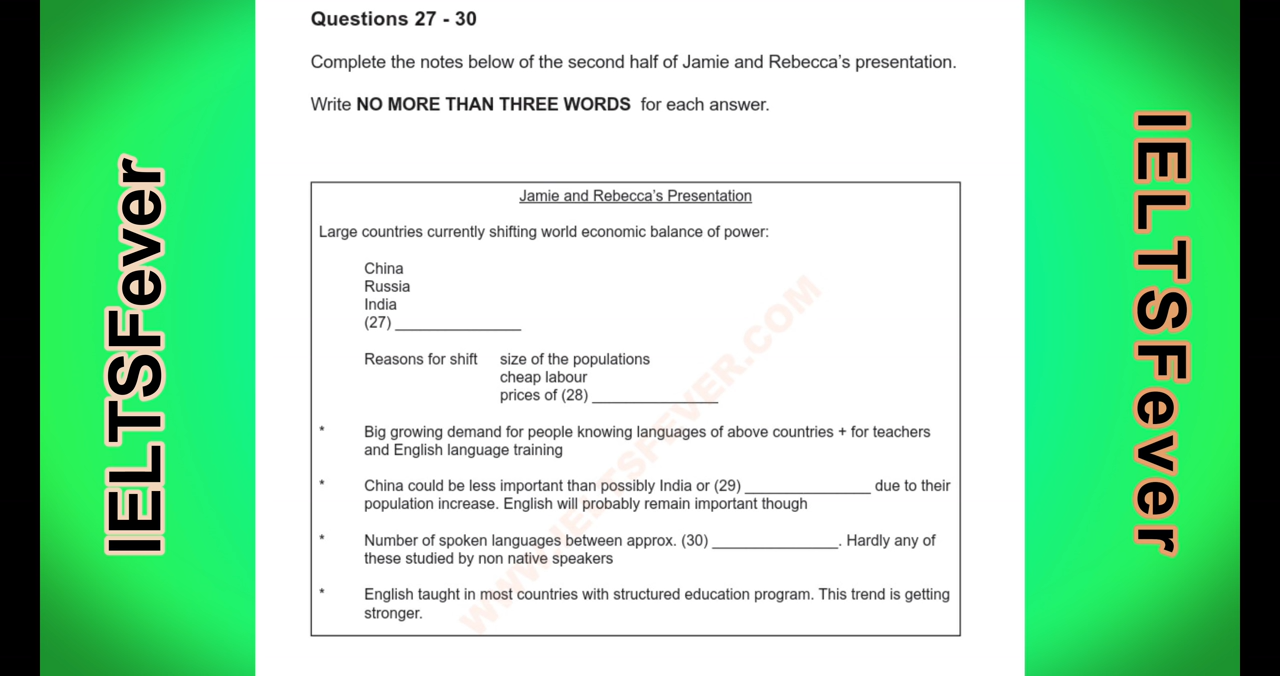 Questions 27 - 30
Complete the notes below of the second half of Jamie and Rebecca's presentation.
Write NO MORE THAN THREE WORDS for each answer.
Jamie and Rebecca's Presentation
Large countries currently shifting world economic balance of power:
China
Russia
India
(27) _______________
Reasons for shift size of the populations
cheap labour
prices of (28) _______________
* Big growing demand for people knowing languages of above countries + for teachers
and English language training
* China could be less important than possibly India or (29) _______________ due to their
population increase. English will probably remain important though
* Number of spoken languages between approx. (30) _______________. Hardly any of
these studied by non native speakers
* English taught in most countries with structured education program. This trend is getting
stronger.
IELTSFever
IELTSFever
WWW.IELTSFEVER.COM